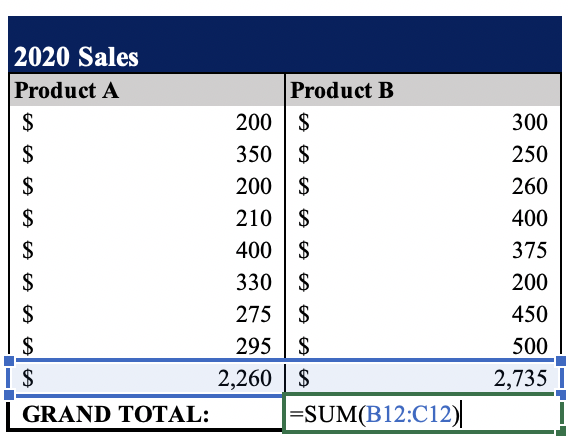 2020 Sales
Product A Product B
$ 200 $ 300
$ 350 $ 250
$ 200 $ 260
$ 210 $ 400
$ 400 $ 375
$ 330 $ 200
$ 275 $ 450
$ 295 $ 500
$ 2,260 $ 2,735
GRAND TOTAL: =SUM(B12:C12)